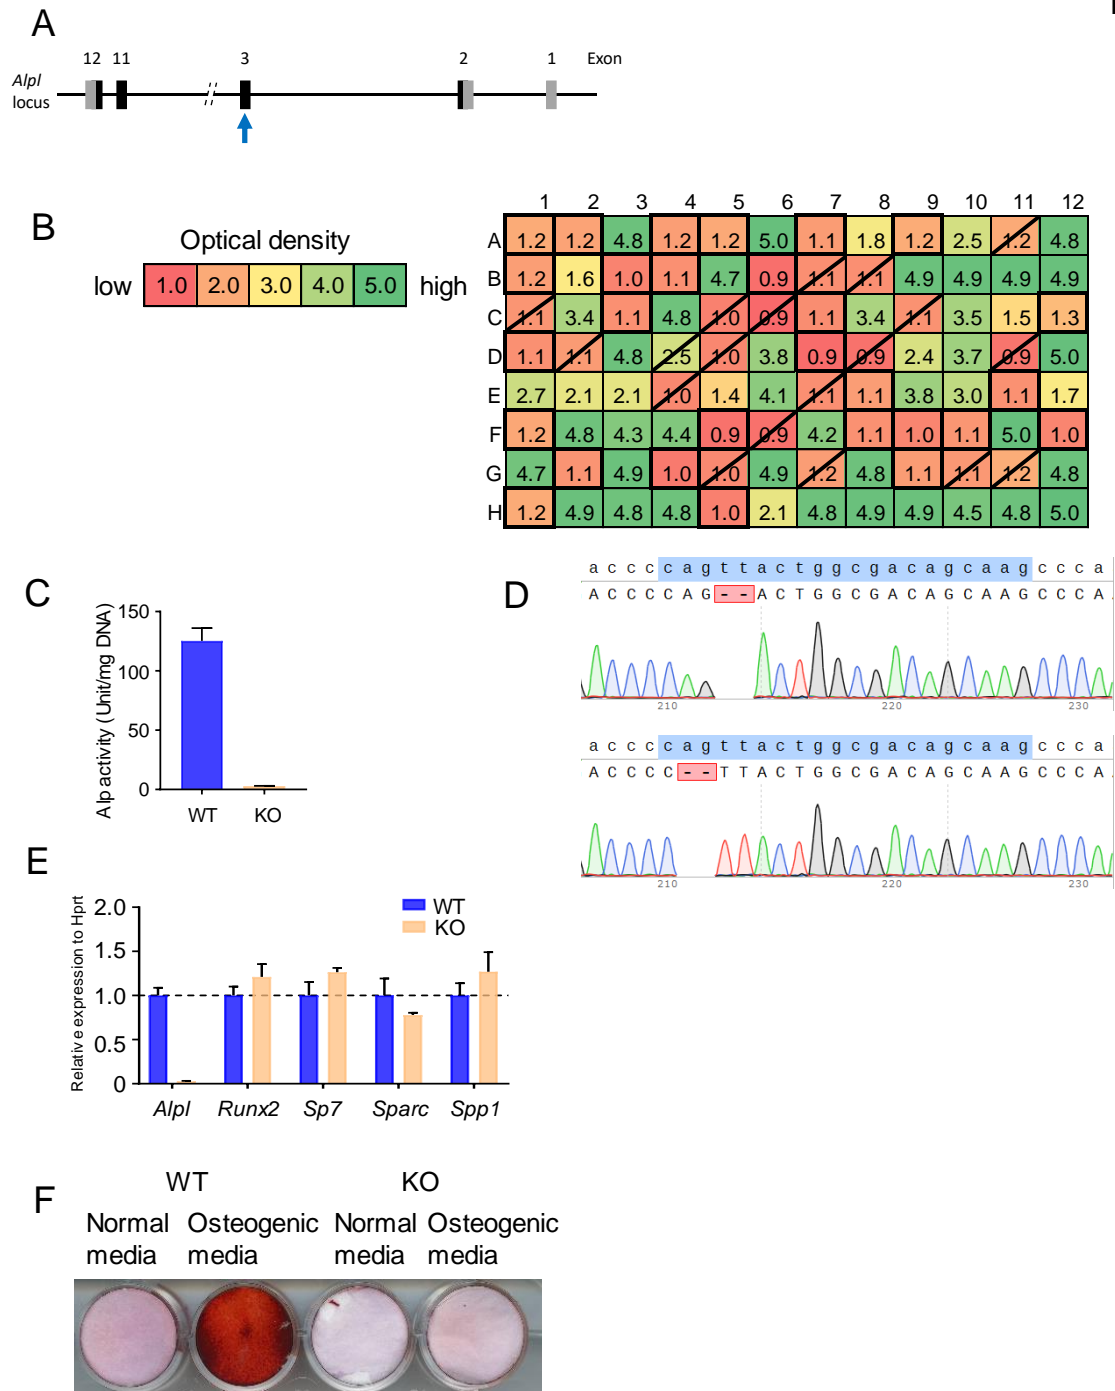 A
12 11 3 2 1 Exon
Alpl
locus
B
Optical density
low 1.0 2.0 3.0 4.0 5.0 high
1 2 3 4 5 6 7 8 9 10 11 12
A 1.2 1.2 4.8 1.2 1.2 5.0 1.1 1.8 1.2 2.5 1.2 4.8
B 1.2 1.6 1.0 1.1 4.7 0.9 1.1 1.1 4.9 4.9 4.9 4.9
C 1.1 3.4 1.1 4.8 1.0 0.9 1.1 3.4 1.1 3.5 1.5 1.3
D 1.1 1.1 4.8 2.5 1.0 3.8 0.9 0.9 2.4 3.7 0.9 5.0
E 2.7 2.1 2.1 1.0 1.4 4.1 1.1 1.1 3.8 3.0 1.1 1.7
F 1.2 4.8 4.3 4.4 0.9 0.9 4.2 1.1 1.0 1.1 5.0 1.0
G 4.7 1.1 4.9 1.0 1.0 4.9 1.2 4.8 1.1 1.1 1.2 4.8
H 1.2 4.9 4.8 4.8 1.0 2.1 4.8 4.9 4.9 4.5 4.8 5.0
C
Alp activity (Unit/mg DNA)
150
100
50
0
WT KO
D
a c c c c a g t t a c t g g c g a c a g c a a g c c c a
A C C C C A G - - A C T G G C G A C A G C A A G C C C A
210 220 230
a c c c c a g t t a c t g g c g a c a g c a a g c c c a
A C C C C - - T T A C T G G C G A C A G C A A G C C C A
210 220 230
E
Relative expression to Hprt
2.0
1.5
1.0
0.5
0
WT
KO
Alpl Runx2 Sp7 Sparc Spp1
F
WT KO
Normal media Osteogenic media Normal media Osteogenic media